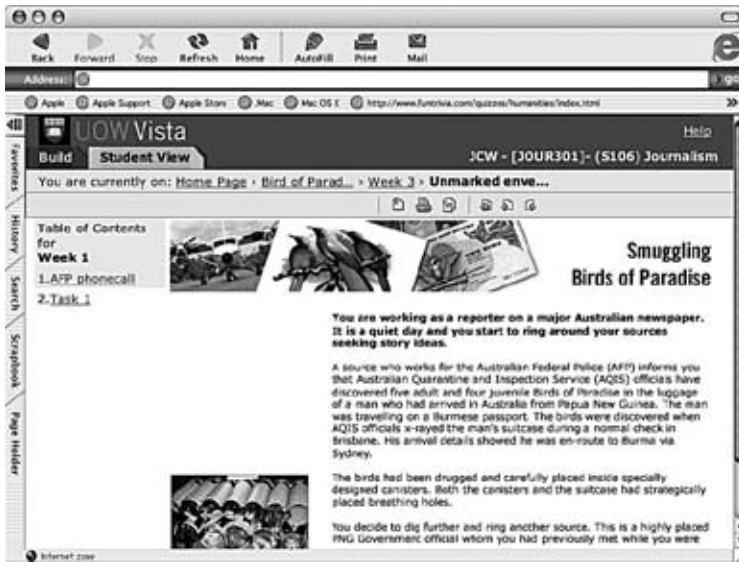 Back Forward Stop Refresh Home AutoFill Print Mail
Address: go
Apple Apple Support Apple Store .Mac Mac OS X http://www.funtrivia.com/quizzes/humanities/index.html
UOW Vista Help
Build Student View JCW - [JOUR301]- (S106) Journalism
You are currently on: Home Page › Bird of Parad... › Week 3 › Unmarked enve...
Favorites
History
Search
Scrapbook
Page Holder
Table of Contents
for
Week 1
1.AFP phonecall
2.Task 1
Smuggling
Birds of Paradise
You are working as a reporter on a major Australian newspaper.
It is a quiet day and you start to ring around your sources
seeking story ideas.
A source who works for the Australian Federal Police (AFP) informs you
that Australian Quarantine and Inspection Service (AQIS) officials have
discovered five adult and four juvenile Birds of Paradise in the luggage
of a man who had arrived in Australia from Papua New Guinea. The man
was travelling on a Burmese passport. The birds were discovered when
AQIS officials x-rayed the man's suitcase during a normal check in
Brisbane. His arrival details showed he was en-route to Burma via
Sydney.
The birds had been drugged and carefully placed inside specially
designed canisters. Both the canisters and the suitcase had strategically
placed breathing holes.
You decide to dig further and ring another source. This is a highly placed
PNG Government official whom you had previously met while you were
Internet zone